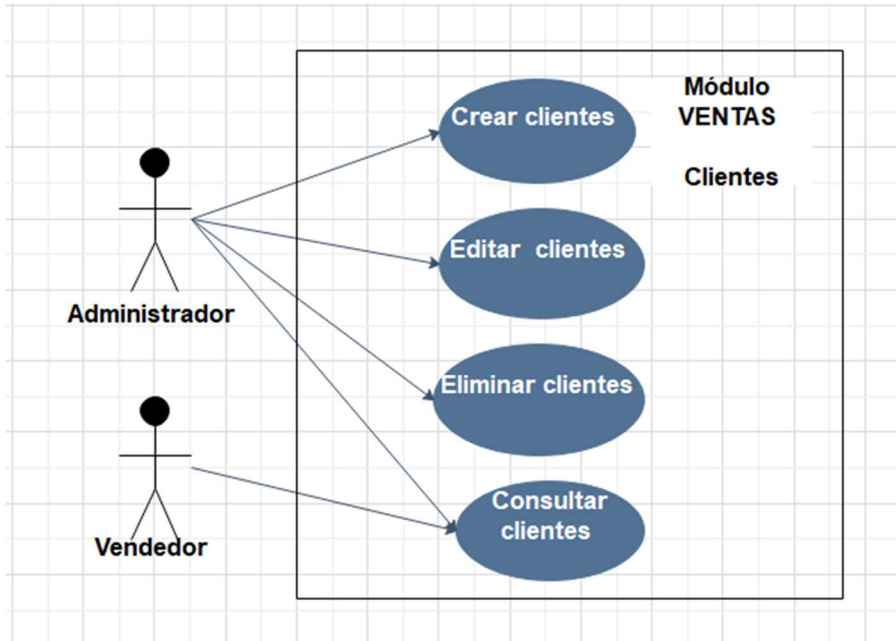 Crear clientes
Módulo
VENTAS
Clientes
Editar clientes
Administrador
Eliminar clientes
Consultar
clientes
Vendedor